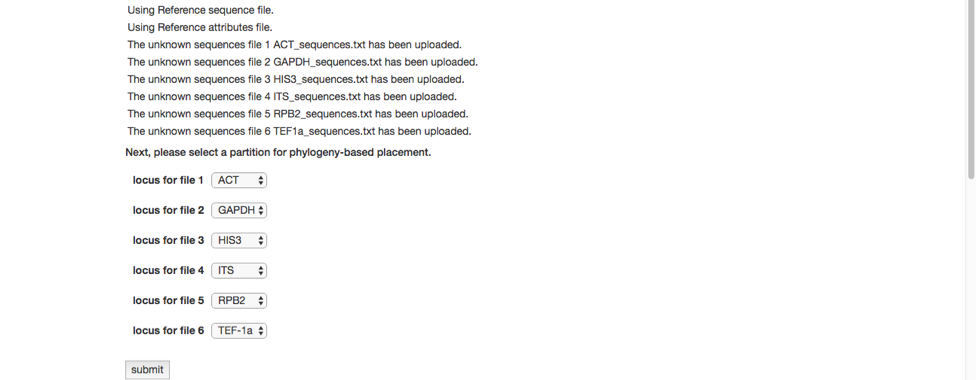 Using Reference sequence file.
Using Reference attributes file.
The unknown sequences file 1 ACT_sequences.txt has been uploaded.
The unknown sequences file 2 GAPDH_sequences.txt has been uploaded.
The unknown sequences file 3 HIS3_sequences.txt has been uploaded.
The unknown sequences file 4 ITS_sequences.txt has been uploaded.
The unknown sequences file 5 RPB2_sequences.txt has been uploaded.
The unknown sequences file 6 TEF1a_sequences.txt has been uploaded.
Next, please select a partition for phylogeny-based placement.
locus for file 1 ACT
locus for file 2 GAPDH
locus for file 3 HIS3
locus for file 4 ITS
locus for file 5 RPB2
locus for file 6 TEF-1a
submit